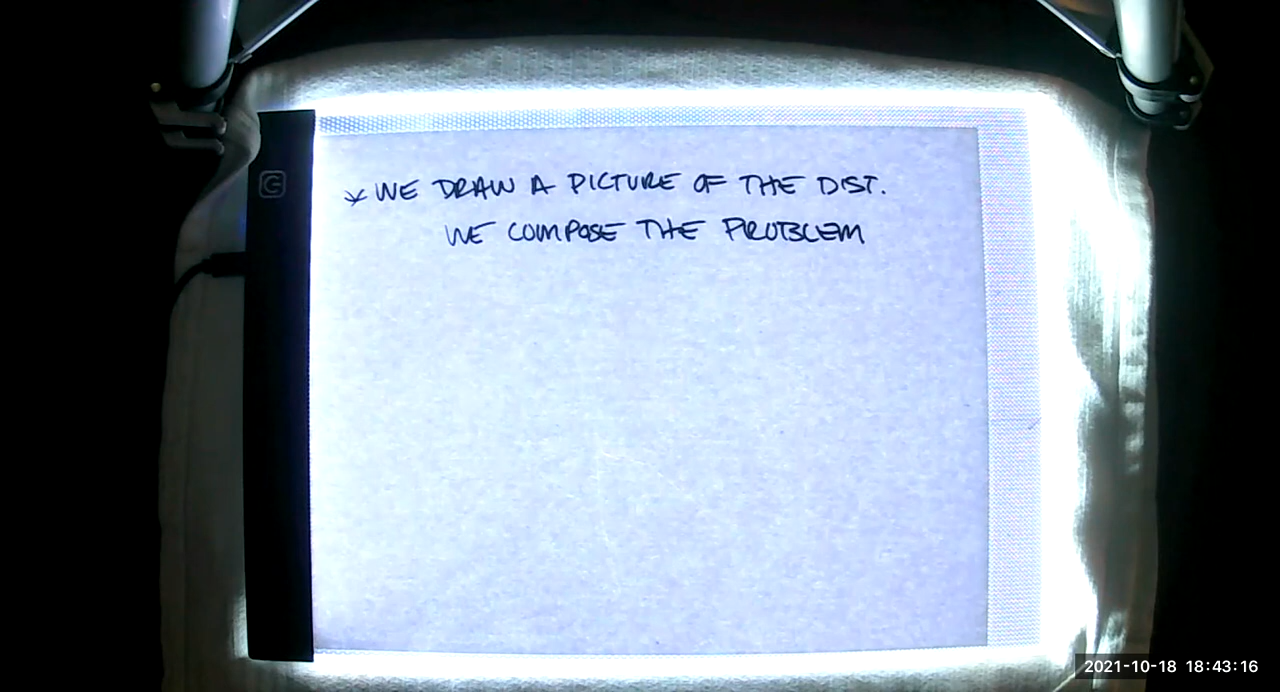 * WE DRAW A PICTURE OF THE DIST.
WE COMPOSE THE PROBLEM
2021-10-18 18:43:16